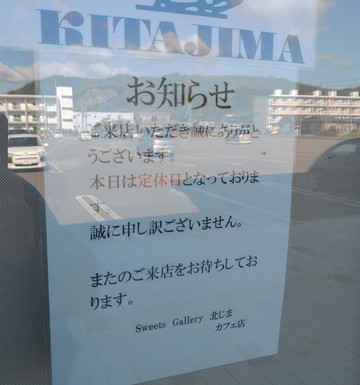 KITAJIMA
お知らせ
ご来店いただき誠にありがと
うございます。
本日は定休日となっておりま
す。
誠に申し訳ございません。
またのご来店をお待ちしてお
ります。
Sweets Gallery 北じま
カフェ店